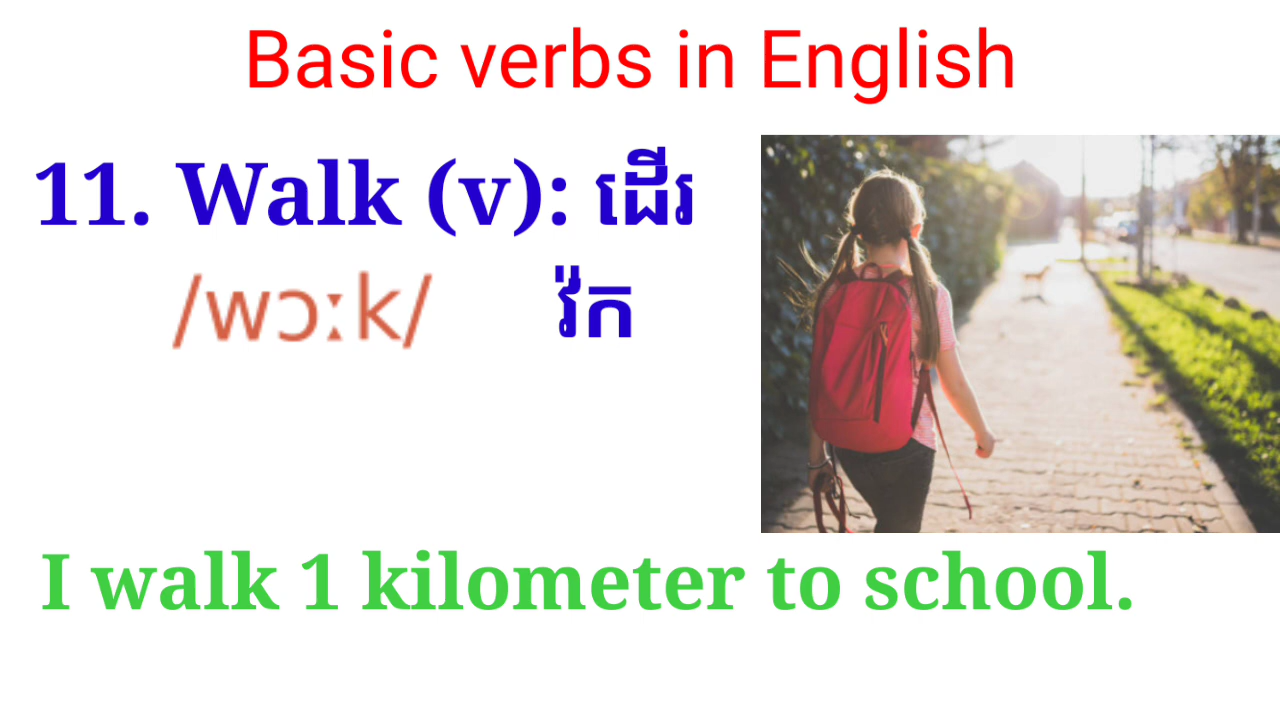 Basic verbs in English
11. Walk (v): ដើរ
/wɔːk/ វ៉ក
I walk 1 kilometer to school.